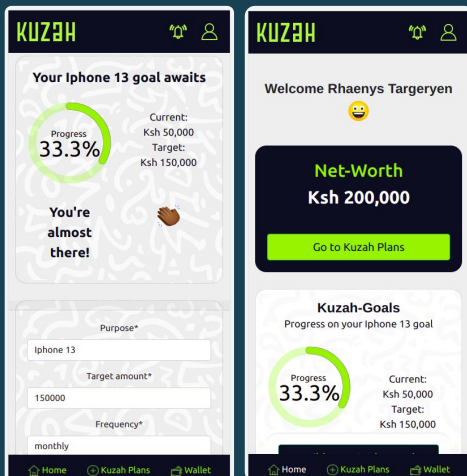 KUZAH
Your Iphone 13 goal awaits
Progress
33.3%
Current:
Ksh 50,000
Target:
Ksh 150,000
You're
almost
there!
Purpose*
Iphone 13
Target amount*
150000
Frequency*
monthly
Home
Kuzah Plans
Wallet
KUZAH
Welcome Rhaenys Targeryen
Net-Worth
Ksh 200,000
Go to Kuzah Plans
Kuzah-Goals
Progress on your Iphone 13 goal
Progress
33.3%
Current:
Ksh 50,000
Target:
Ksh 150,000
Home
Kuzah Plans
Wallet